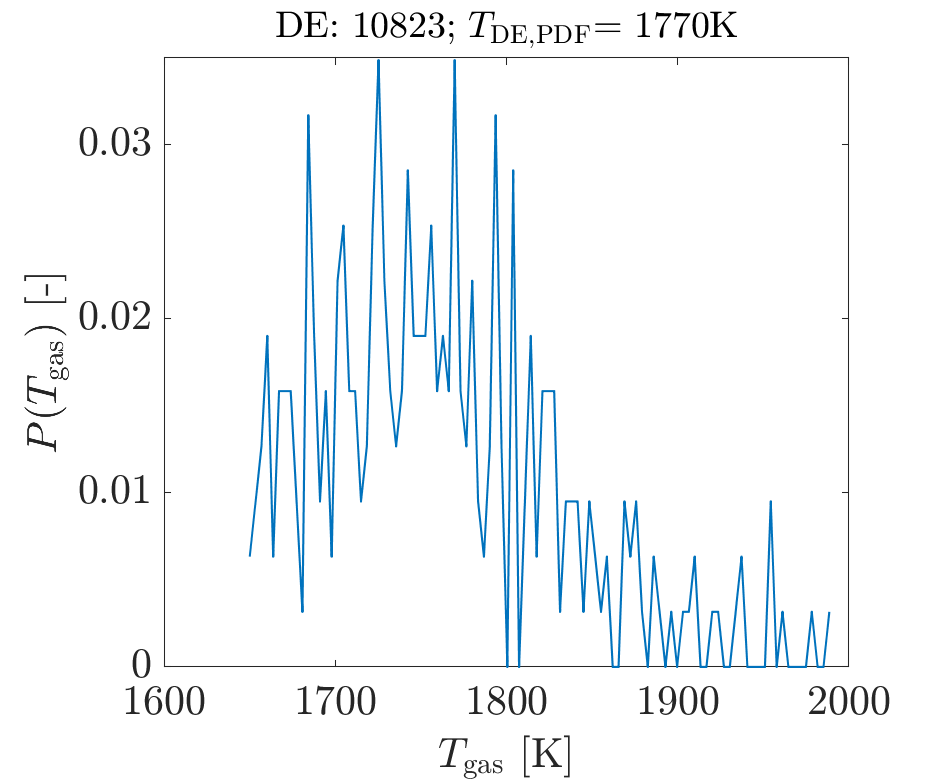 DE: 10823; T_DE,PDF= 1770K
0.03
0.02
0.01
0
P(T_gas) [-]
1600 1700 1800 1900 2000
T_gas [K]